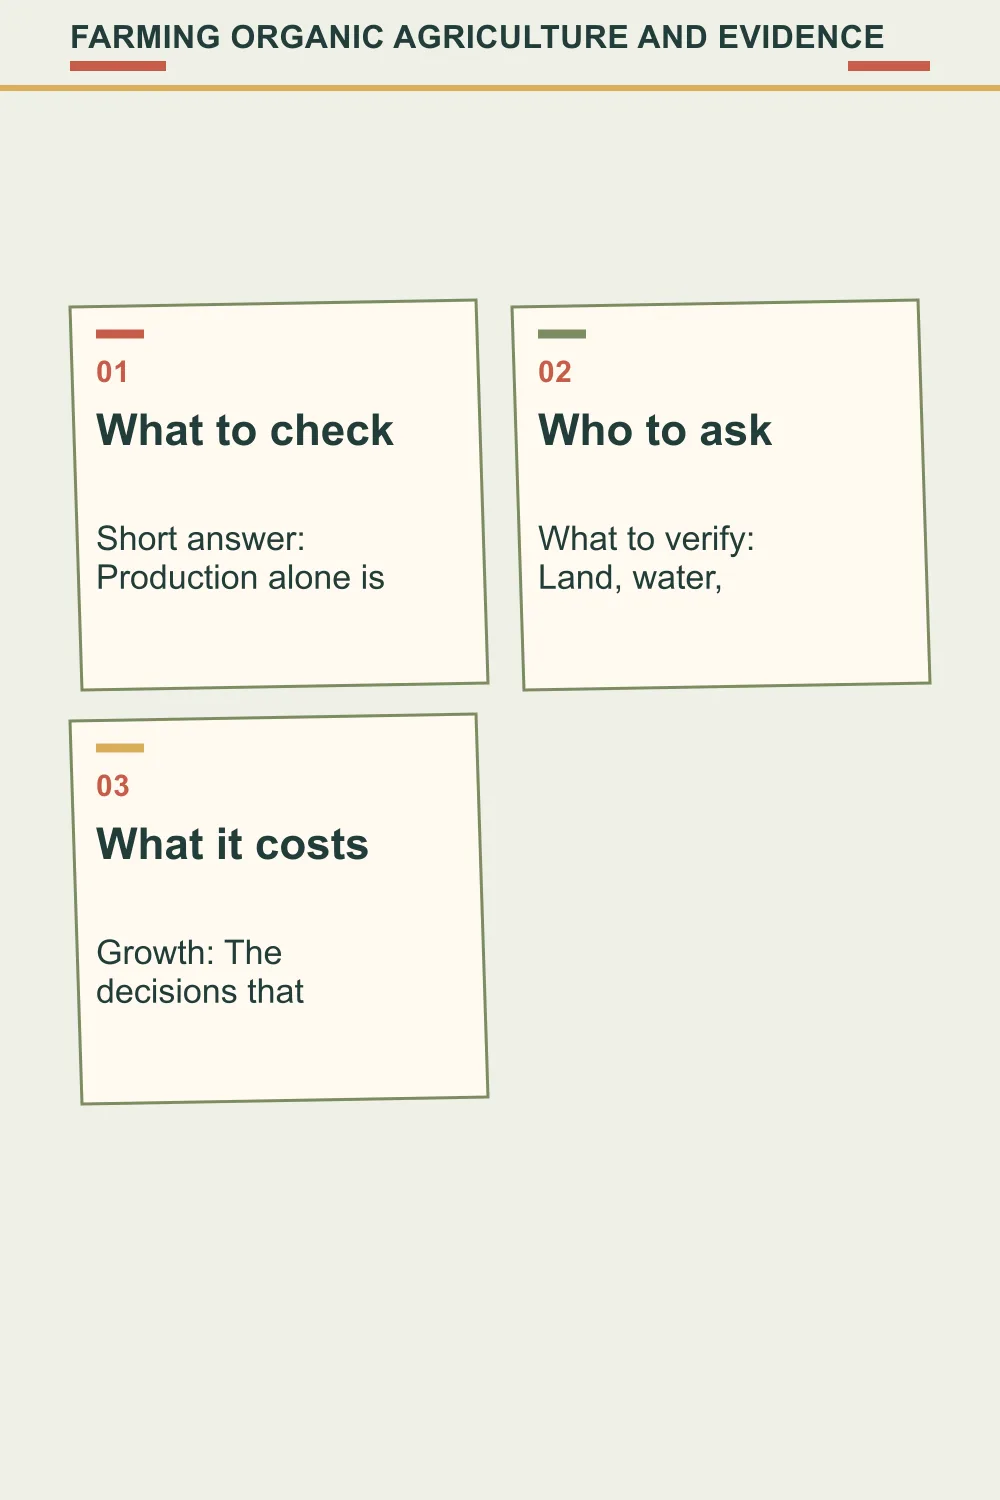 FARMING ORGANIC AGRICULTURE AND EVIDENCE
01
What to check
Short answer:
Production alone is
02
Who to ask
What to verify:
Land, water,
03
What it costs
Growth: The
decisions that